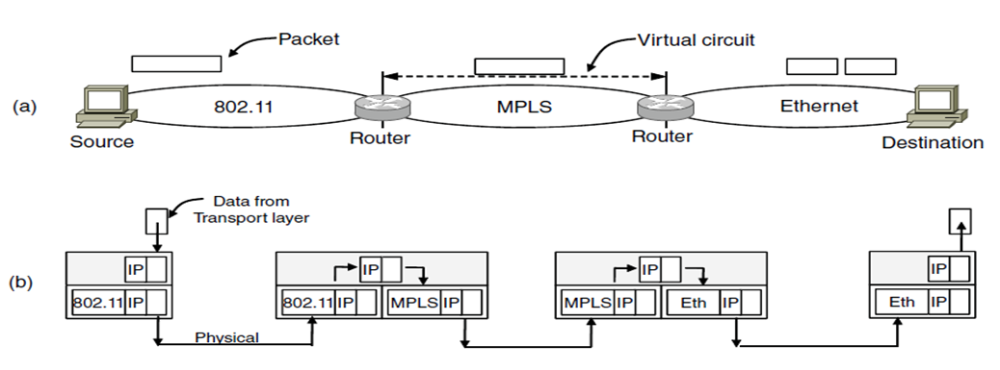 Packet
Virtual circuit
(a)
802.11
MPLS
Ethernet
Source
Router
Router
Destination
Data from
Transport layer
(b)
IP
IP
IP
IP
802.11 IP
802.11 IP
MPLS IP
MPLS IP
Eth IP
Eth IP
Physical